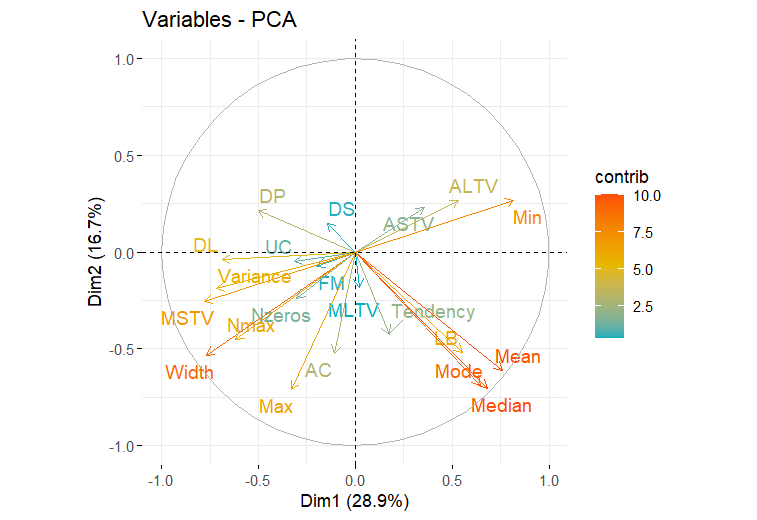 Variables - PCA
1.0
0.5
0.0
-0.5
-1.0
-1.0
-0.5
0.0
0.5
1.0
Dim1 (28.9%)
Dim2 (16.7%)
DP
DS
ALTV
ASTV
Min
DL
UC
Variance
FM
MSTV
Nmax
Nzeros
MLTV
Tendency
LB
Mean
Width
AC
Mode
Max
Median
contrib
10.0
7.5
5.0
2.5